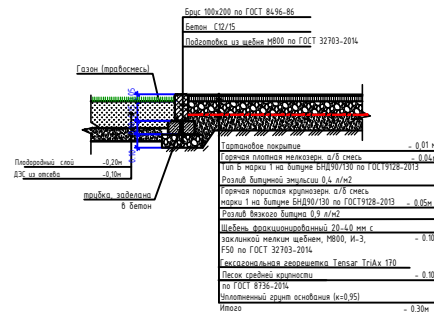 Брус 100х200 по ГОСТ 8486-86
Бетон С12/15
Подготовка из щебня М800 по ГОСТ 32703-2014
Газон (травосмесь)
Плодородный слой -0,20м
ДЭС из отсева -0,10м
трубка, заделана
в бетон
Тартановое покрытие - 0,01 м
Горячая плотная мелкозерн. а/б смесь - 0,04м
Тип Б марки 1 на битуме БНД90/130 по ГОСТ9128-2013
Розлив битумной эмульсии 0,4 л/м2
Горячая пористая крупнозерн. а/б смесь
марки 1 на битуме БНД90/130 по ГОСТ9128-2013 - 0,05м
Розлив вязкого битума 0,9 л/м2
Щебень фракционированный 20-40 мм с
заклинкой мелким щебнем, М800, И-3, - 0.10
F50 по ГОСТ 32703-2014
Гексагональная георешетка Tensar TriAx 170
Песок средней крупности - 0.10
по ГОСТ 8736-2014
Уплотненный грунт основания (к=0,95)
Итого - 0.30м